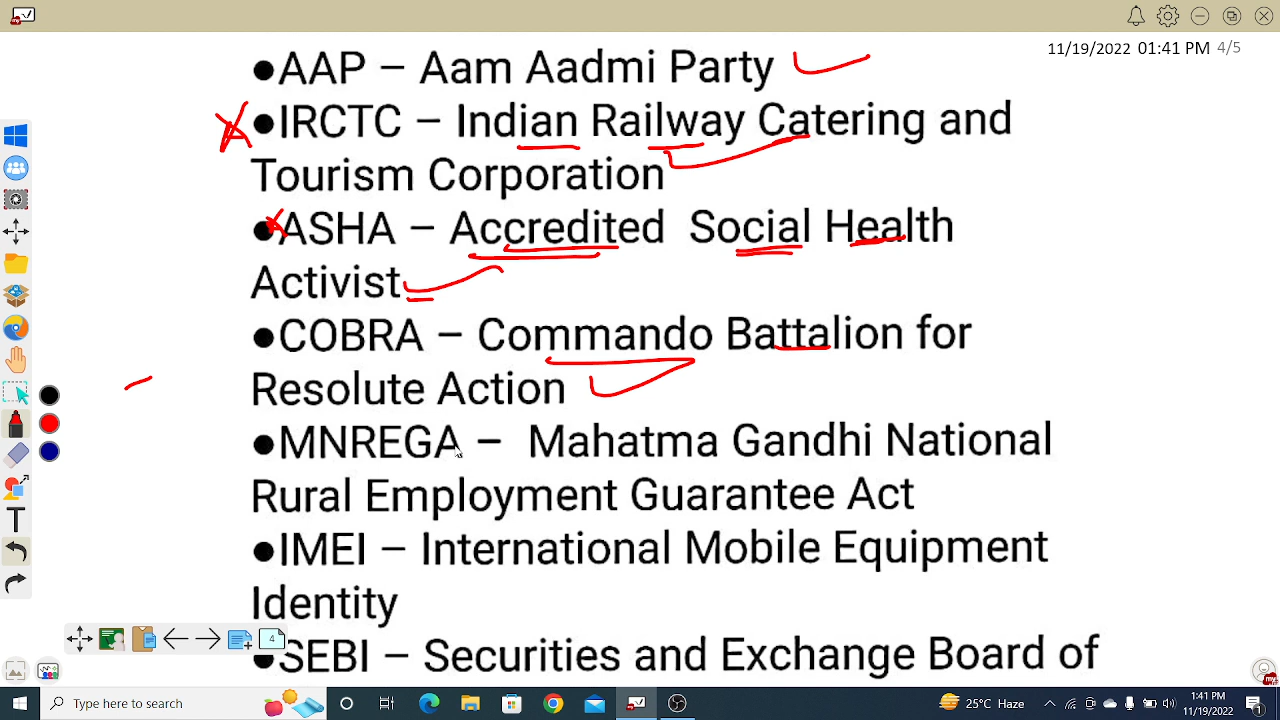 11/19/2022 01:41 PM 4/5
●AAP – Aam Aadmi Party
●IRCTC – Indian Railway Catering and
Tourism Corporation
●ASHA – Accredited Social Health
Activist
●COBRA – Commando Battalion for
Resolute Action
●MNREGA – Mahatma Gandhi National
Rural Employment Guarantee Act
●IMEI – International Mobile Equipment
Identity
●SEBI – Securities and Exchange Board of
T
4
Type here to search
25°C Haze
1:41 PM
11/19/2022